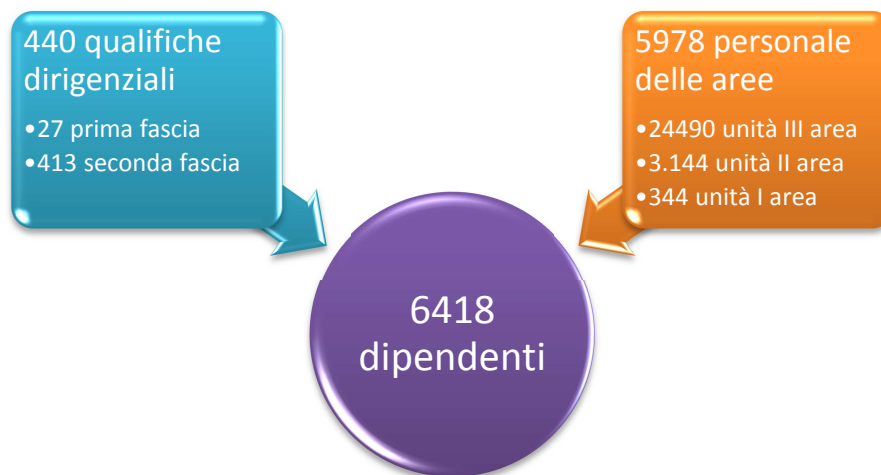 440 qualifiche
dirigenziali
•27 prima fascia
•413 seconda fascia
5978 personale
delle aree
•24490 unità III area
•3.144 unità II area
•344 unità I area
6418
dipendenti